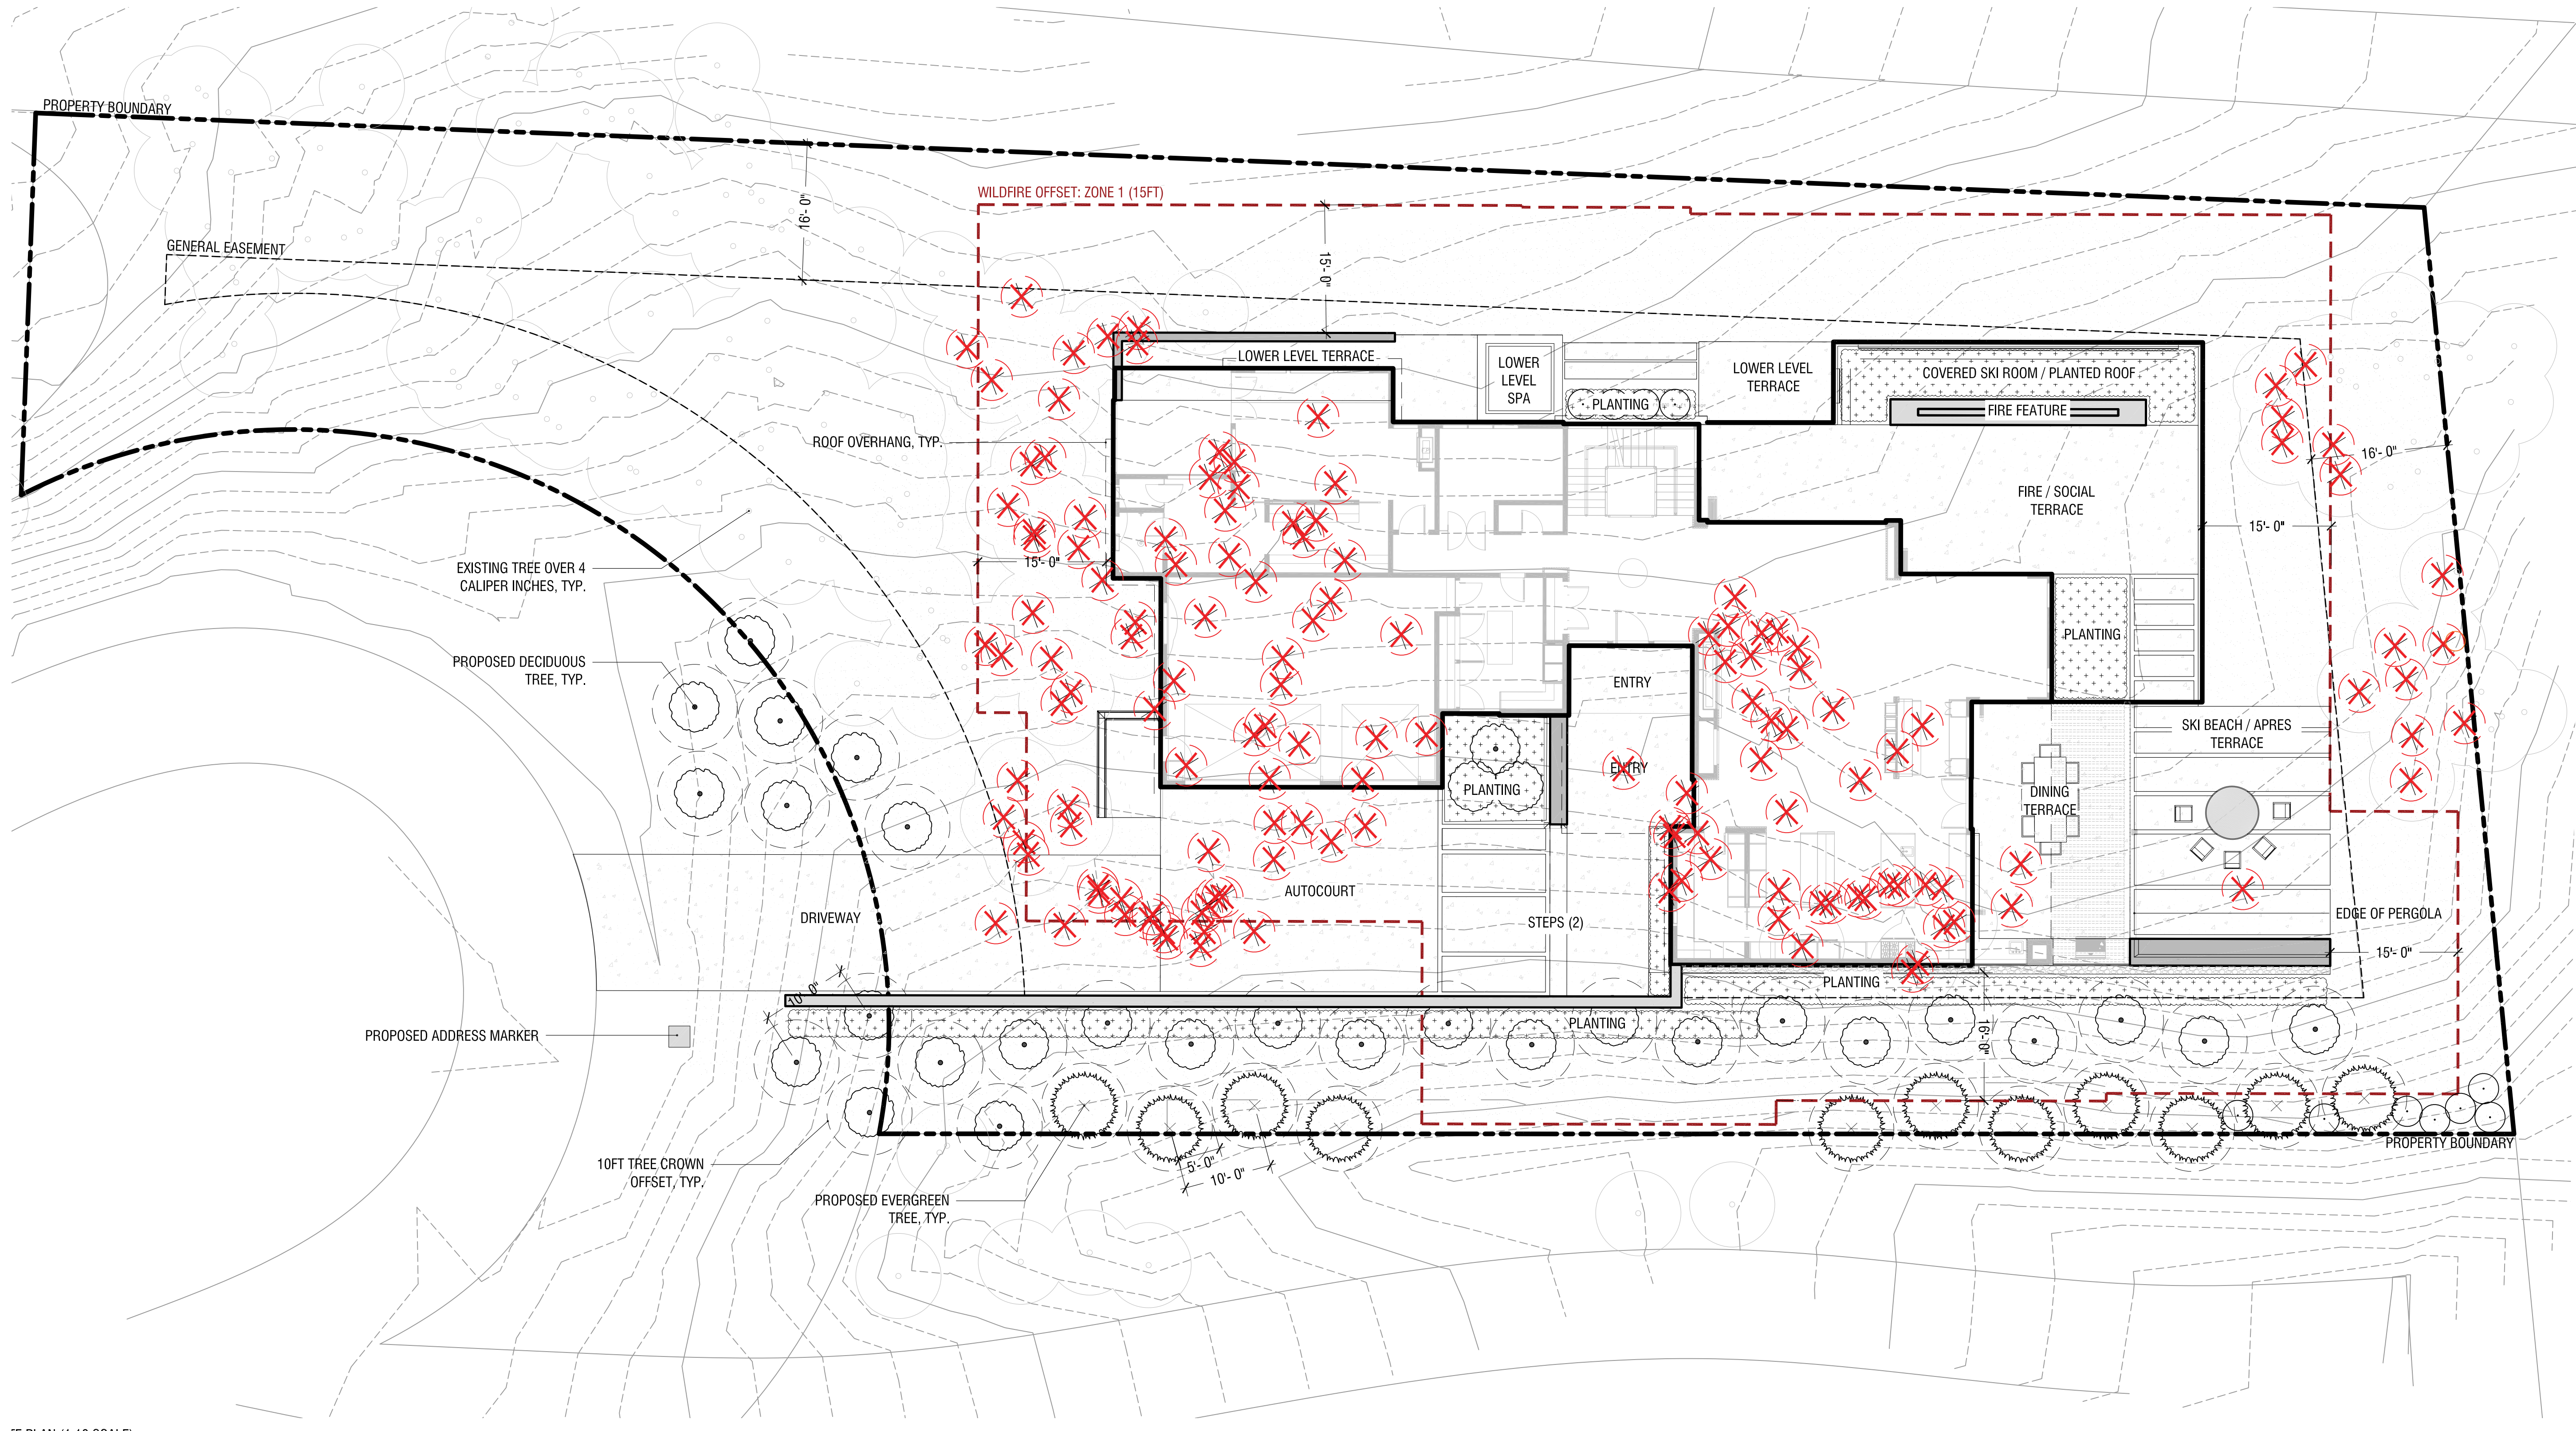 PROPERTY BOUNDARY
WILDFIRE OFFSET: ZONE 1 (15FT)
16'- 0"
GENERAL EASEMENT
15'- 0"
LOWER LEVEL TERRACE
LOWER
LEVEL
SPA
PLANTING
LOWER LEVEL
TERRACE
COVERED SKI ROOM / PLANTED ROOF
FIRE FEATURE
ROOF OVERHANG, TYP.
16'- 0"
FIRE / SOCIAL
TERRACE
15'- 0"
EXISTING TREE OVER 4
CALIPER INCHES, TYP.
15'- 0"
PLANTING
PROPOSED DECIDUOUS
TREE, TYP.
ENTRY
SKI BEACH / APRES
TERRACE
ENTRY
PLANTING
DINING
TERRACE
AUTOCOURT
DRIVEWAY
STEPS (2)
EDGE OF PERGOLA
15'- 0"
PLANTING
10'- 0"
PLANTING
16'- 0"
PROPOSED ADDRESS MARKER
PROPERTY BOUNDARY
10FT TREE CROWN
OFFSET, TYP.
5'- 0"
10'- 0"
PROPOSED EVERGREEN
TREE, TYP.